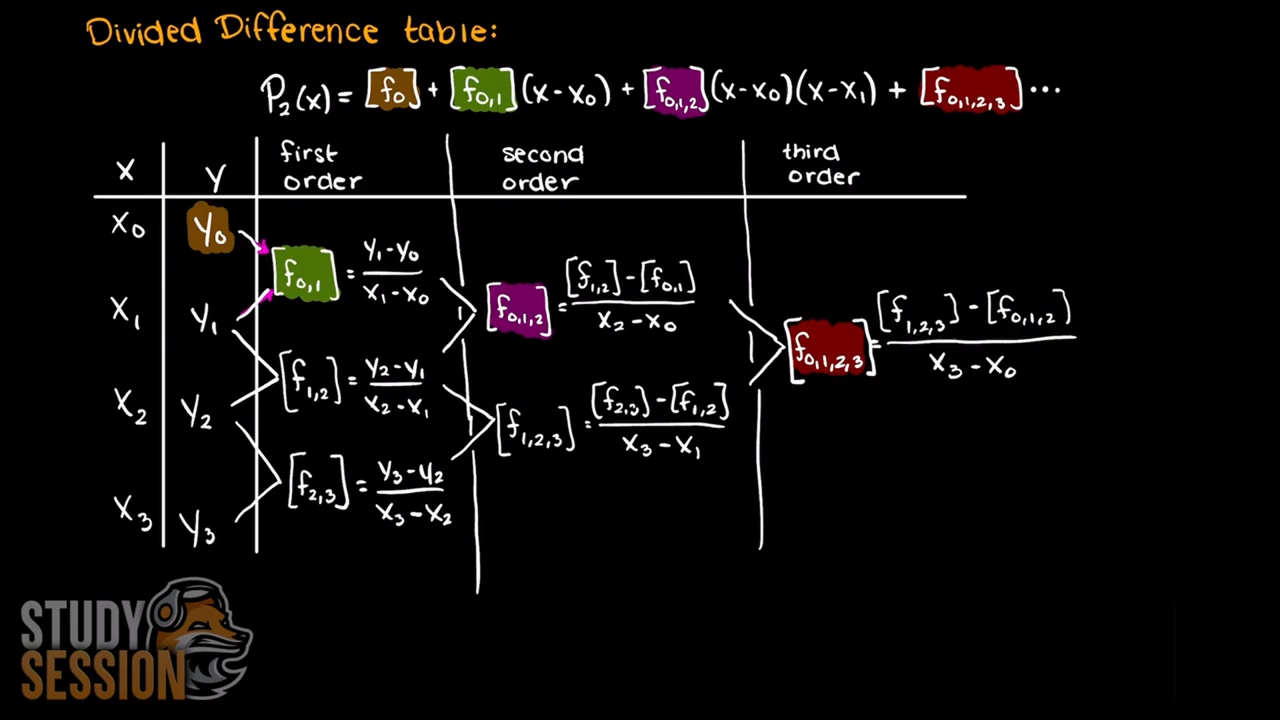 Divided Difference table:
P₂(x) = [f₀] + [f₀,₁](x-x₀) + [f₀,₁,₂](x-x₀)(x-x₁) + [f₀,₁,₂,₃] ...
x | y | first order | second order | third order
x₀ y₀
[f₀,₁] = (y₁-y₀)/(x₁-x₀)
x₁ y₁
[f₀,₁,₂] = ([f₁,₂]-[f₀,₁])/(x₂-x₀)
[f₁,₂] = (y₂-y₁)/(x₂-x₁)
[f₀,₁,₂,₃] = ([f₁,₂,₃]-[f₀,₁,₂])/(x₃-x₀)
x₂ y₂
[f₁,₂,₃] = ([f₂,₃]-[f₁,₂])/(x₃-x₁)
[f₂,₃] = (y₃-y₂)/(x₃-x₂)
x₃ y₃
STUDY
SESSION